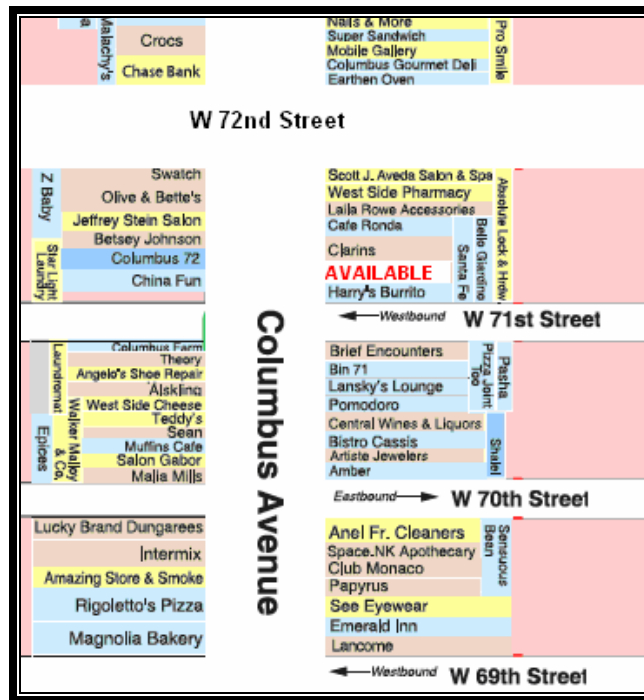 Malachy's
Crocs
Chase Bank
Nails & More
Super Sandwich
Mobile Gallery
Columbus Gourmet Deli
Earthen Oven
Pro Smile
W 72nd Street
Z Baby
Star Light
Laundry
Swatch
Olive & Bette's
Jeffrey Stein Salon
Betsey Johnson
Columbus 72
China Fun
Scott J. Aveda Salon & Spa
West Side Pharmacy
Laila Rowe Accessories
Cafe Ronda
Clarins
AVAILABLE
Harry's Burrito
Santa Fe
Bello Giardino
Absolute Lock & Hrdw.
Westbound
W 71st Street
Columbus Avenue
Laundromat
Epices
Walker Malloy
& Co.
Columbus Farm
Theory
Angelo's Shoe Repair
Alskling
West Side Cheese
Teddy's
Sean
Muffins Cafe
Salon Gabor
Malia Mills
Brief Encounters
Bin 71
Lansky's Lounge
Pomodoro
Central Wines & Liquors
Bistro Cassis
Artiste Jewelers
Amber
Pizza Joint
Too
Pasha
Shalel
Eastbound
W 70th Street
Lucky Brand Dungarees
Intermix
Amazing Store & Smoke
Rigoletto's Pizza
Magnolia Bakery
Anel Fr. Cleaners
Space.NK Apothecary
Club Monaco
Papyrus
See Eyewear
Emerald Inn
Lancome
Sensuous
Bean
Westbound
W 69th Street